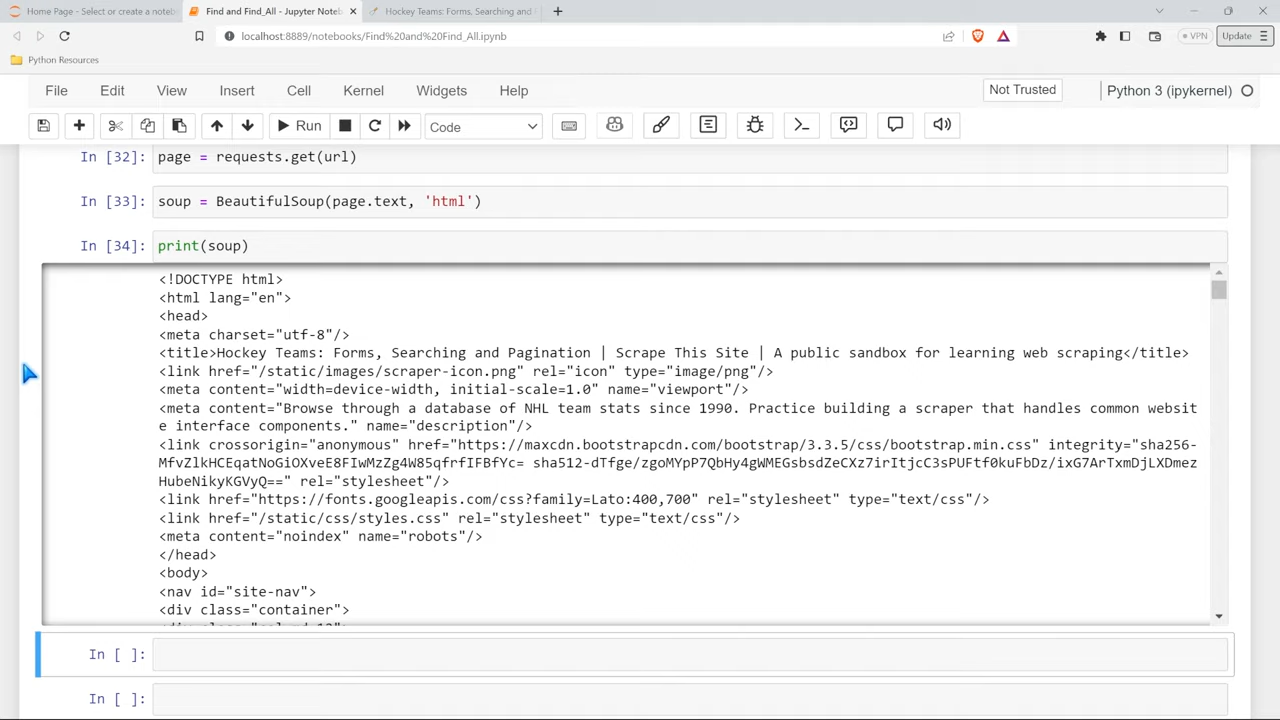 Home Page - Select or create a noteb
Find and Find_All - Jupyter Noteb
Hockey Teams: Forms, Searching and
localhost:8889/notebooks/Find%20and%20Find_All.ipynb
VPN
Update
Python Resources
File Edit View Insert Cell Kernel Widgets Help
Not Trusted
Python 3 (ipykernel)
Run
Code
In [32]: page = requests.get(url)
In [33]: soup = BeautifulSoup(page.text, 'html')
In [34]: print(soup)
<!DOCTYPE html>
<html lang="en">
<head>
<meta charset="utf-8"/>
<title>Hockey Teams: Forms, Searching and Pagination | Scrape This Site | A public sandbox for learning web scraping</title>
<link href="/static/images/scraper-icon.png" rel="icon" type="image/png"/>
<meta content="width=device-width, initial-scale=1.0" name="viewport"/>
<meta content="Browse through a database of NHL team stats since 1990. Practice building a scraper that handles common websit
e interface components." name="description"/>
<link crossorigin="anonymous" href="https://maxcdn.bootstrapcdn.com/bootstrap/3.3.5/css/bootstrap.min.css" integrity="sha256-
MfvZlkHCEqatNoGiOXveE8FIwMzZg4W85qfrfIFBfYc= sha512-dTfge/zgoMYpP7QbHy4gWMEGsbsdZeCXz7irItjcC3sPUFtf0kuFbDz/ixG7ArTxmDjLXDmez
HubeNikyKGVyQ==" rel="stylesheet"/>
<link href="https://fonts.googleapis.com/css?family=Lato:400,700" rel="stylesheet" type="text/css"/>
<link href="/static/css/styles.css" rel="stylesheet" type="text/css"/>
<meta content="noindex" name="robots"/>
</head>
<body>
<nav id="site-nav">
<div class="container">
In [ ]:
In [ ]: